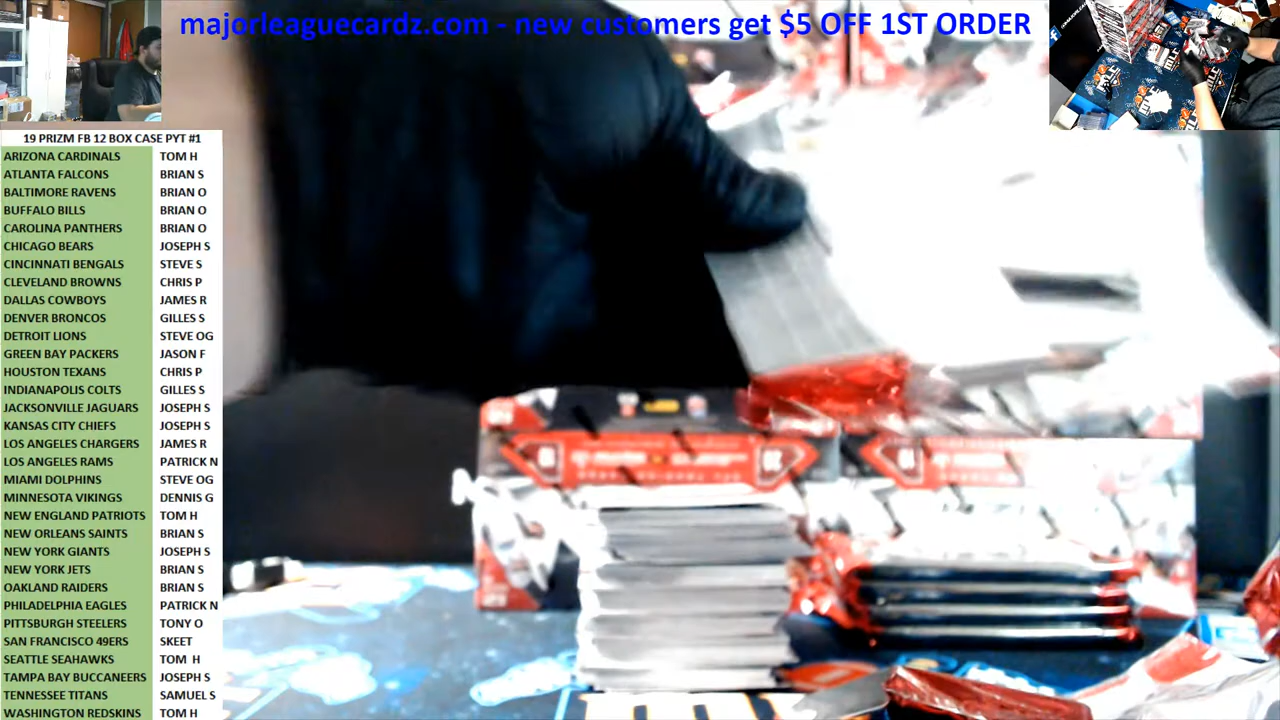 majorleaguecardz.com - new customers get $5 OFF 1ST ORDER
19 PRIZM FB 12 BOX CASE PYT #1
ARIZONA CARDINALS TOM H
ATLANTA FALCONS BRIAN S
BALTIMORE RAVENS BRIAN O
BUFFALO BILLS BRIAN O
CAROLINA PANTHERS BRIAN O
CHICAGO BEARS JOSEPH S
CINCINNATI BENGALS STEVE S
CLEVELAND BROWNS CHRIS P
DALLAS COWBOYS JAMES R
DENVER BRONCOS GILLES S
DETROIT LIONS STEVE OG
GREEN BAY PACKERS JASON F
HOUSTON TEXANS CHRIS P
INDIANAPOLIS COLTS GILLES S
JACKSONVILLE JAGUARS JOSEPH S
KANSAS CITY CHIEFS JOSEPH S
LOS ANGELES CHARGERS JAMES R
LOS ANGELES RAMS PATRICK N
MIAMI DOLPHINS STEVE OG
MINNESOTA VIKINGS DENNIS G
NEW ENGLAND PATRIOTS TOM H
NEW ORLEANS SAINTS BRIAN S
NEW YORK GIANTS JOSEPH S
NEW YORK JETS BRIAN S
OAKLAND RAIDERS BRIAN S
PHILADELPHIA EAGLES PATRICK N
PITTSBURGH STEELERS TONY O
SAN FRANCISCO 49ERS SKEET
SEATTLE SEAHAWKS TOM H
TAMPA BAY BUCCANEERS JOSEPH S
TENNESSEE TITANS SAMUEL S
WASHINGTON REDSKINS TOM H